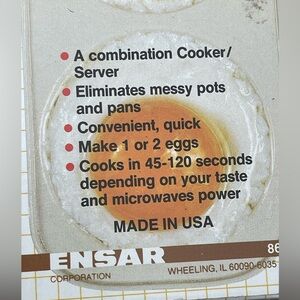 • A combination Cooker/
Server
• Eliminates messy pots
and pans
• Convenient, quick
• Make 1 or 2 eggs
• Cooks in 45-120 seconds
depending on your taste
and microwaves power
MADE IN USA
ENSAR 86
CORPORATION WHEELING, IL 60090-6035